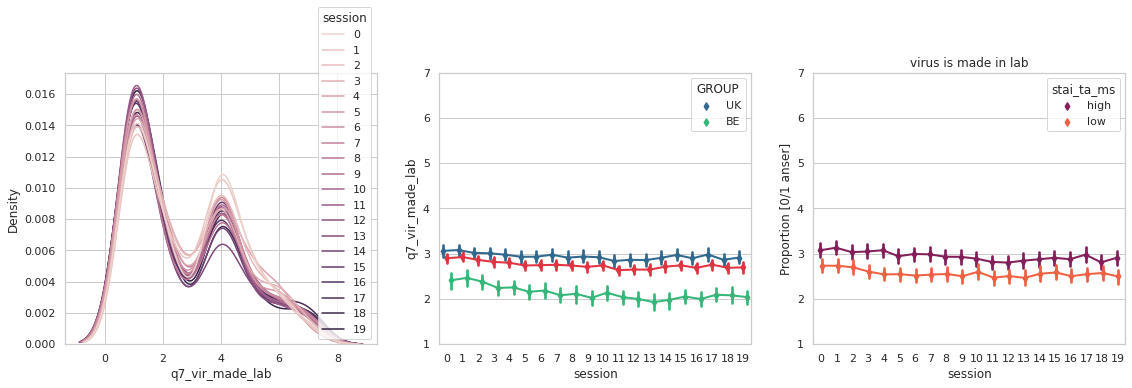 session
0
1
2
3
4
5
6
7
8
9
10
11
12
13
14
15
16
17
18
19
0.016
0.014
0.012
0.010
0.008
0.006
0.004
0.002
0.000
Density
0 2 4 6 8
q7_vir_made_lab
7
6
5
4
3
2
1
q7_vir_made_lab
GROUP
UK
BE
0 1 2 3 4 5 6 7 8 9 10 11 12 13 14 15 16 17 18 19
session
virus is made in lab
7
6
5
4
3
2
1
Proportion [0/1 anser]
stai_ta_ms
high
low
0 1 2 3 4 5 6 7 8 9 10 11 12 13 14 15 16 17 18 19
session